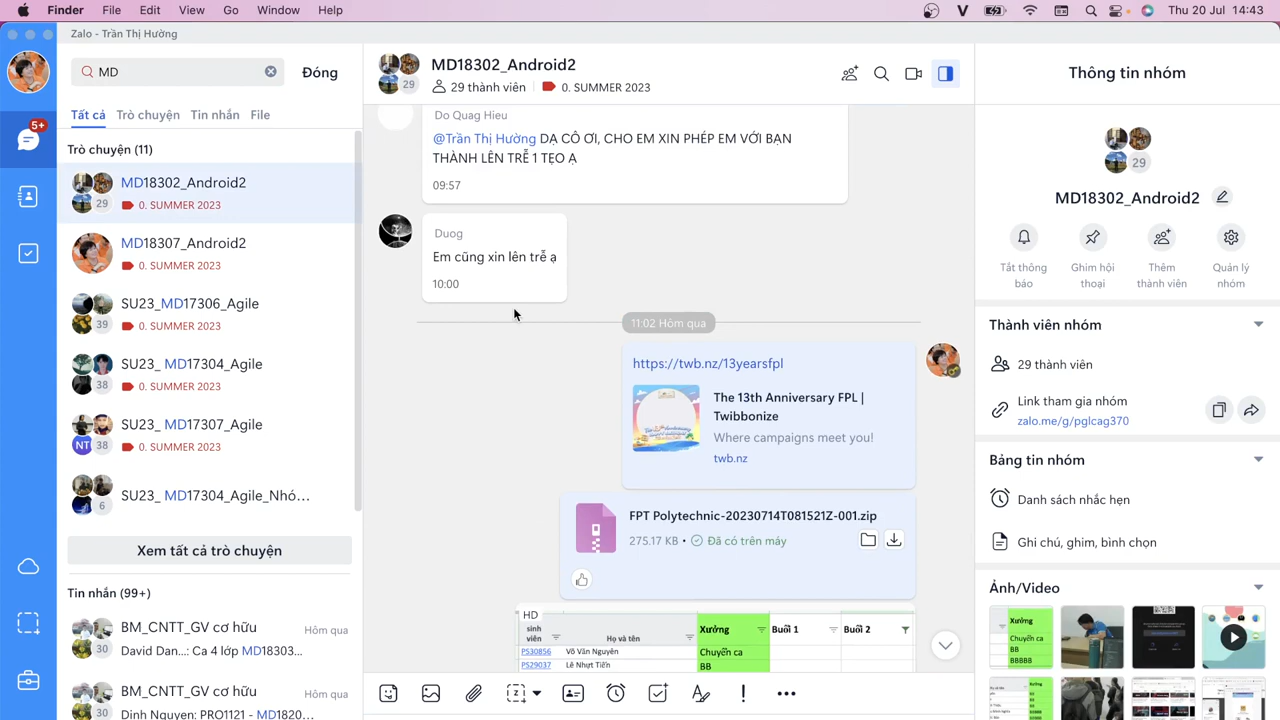 Finder File Edit View Go Window Help
Thu 20 Jul 14:43
Zalo - Trần Thị Hường
MD
Đóng
5+
Tất cả Trò chuyện Tin nhắn File
Trò chuyện (11)
MD18302_Android2
29 0. SUMMER 2023
MD18307_Android2
0. SUMMER 2023
SU23_MD17306_Agile
39 0. SUMMER 2023
SU23_ MD17304_Agile
38 0. SUMMER 2023
SU23_ MD17307_Agile
NT 38 0. SUMMER 2023
SU23_ MD17304_Agile_Nhó…
6
Xem tất cả trò chuyện
Tin nhắn (99+)
BM_CNTT_GV cơ hữu Hôm qua
30 David Dan...: Ca 4 lớp MD18303...
BM_CNTT_GV cơ hữu Hôm qua
30 Dinh Nguyen: PRO1121 - MD1820...
MD18302_Android2
29 29 thành viên 0. SUMMER 2023
Do Quag Hieu
@Trần Thị Hường DẠ CÔ ƠI, CHO EM XIN PHÉP EM VỚI BẠN
THÀNH LÊN TRỄ 1 TẸO Ạ
09:57
Duog
Em cũng xin lên trễ ạ
10:00
11:02 Hôm qua
https://twb.nz/13yearsfpl
The 13th Anniversary FPL |
Twibbonize
Where campaigns meet you!
twb.nz
FPT Polytechnic-20230714T081521Z-001.zip
275.17 KB • Đã có trên máy
HD
sinh
viên
Họ và tên
Xưởng
Buổi 1
Buổi 2
PS30856 Võ Văn Nguyên Chuyển ca
PS29037 Lê Nhựt Tiến BB
Thông tin nhóm
29
MD18302_Android2
Tắt thông
báo
Ghim hội
thoại
Thêm
thành viên
Quản lý
nhóm
Thành viên nhóm
29 thành viên
Link tham gia nhóm
zalo.me/g/pglcag370
Bảng tin nhóm
Danh sách nhắc hẹn
Ghi chú, ghim, bình chọn
Ảnh/Video
Xưởng
Chuyển ca
BB
BBBBB